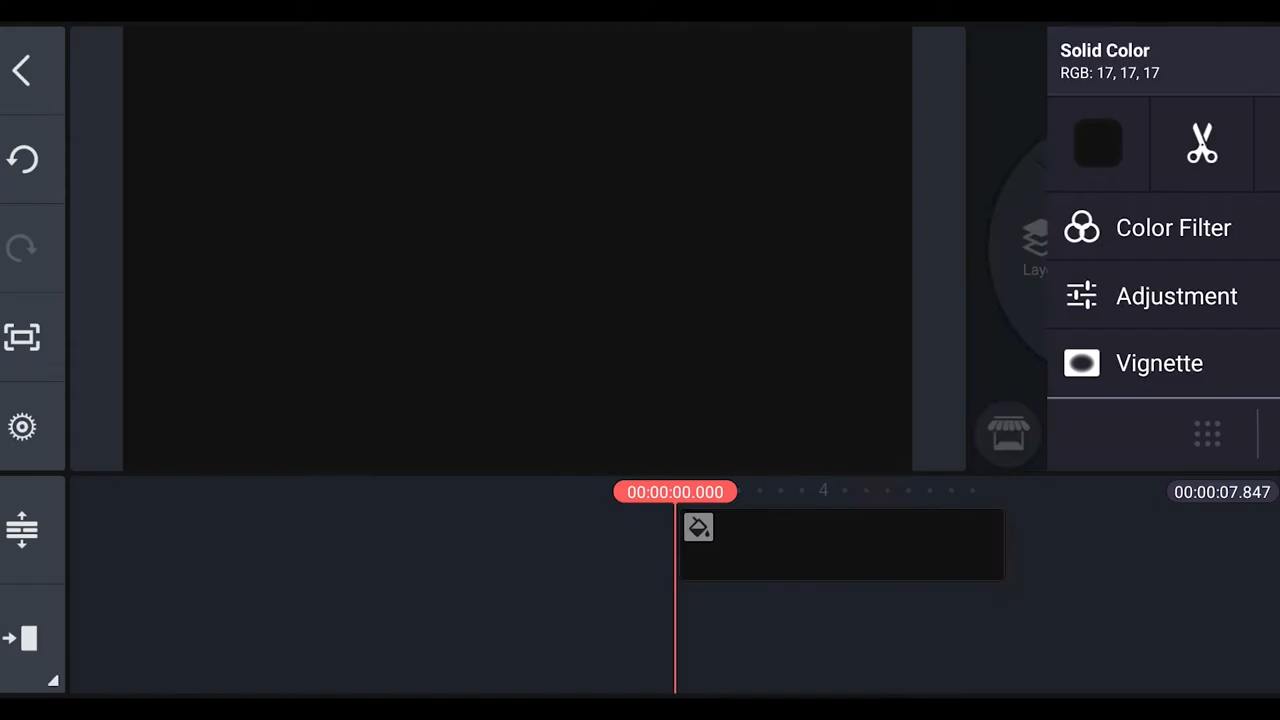 Solid Color
RGB: 17, 17, 17
Lay
Color Filter
Adjustment
Vignette
00:00:00.000
4
00:00:07.847